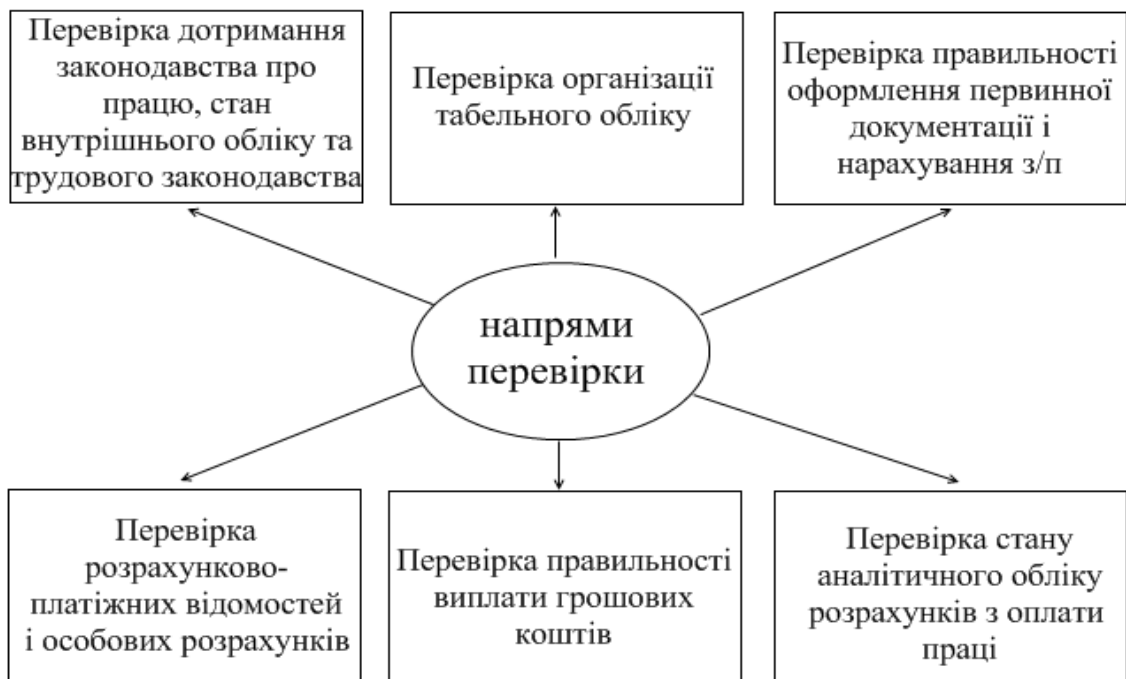 Перевірка дотримання
законодавства про
працю, стан
внутрішнього обліку та
трудового законодавства
Перевірка організації
табельного обліку
Перевірка правильності
оформлення первинної
документації і
нарахування з/п
напрями
перевірки
Перевірка
розрахунково-
платіжних відомостей
і особових розрахунків
Перевірка правильності
виплати грошових
коштів
Перевірка стану
аналітичного обліку
розрахунків з оплати
праці